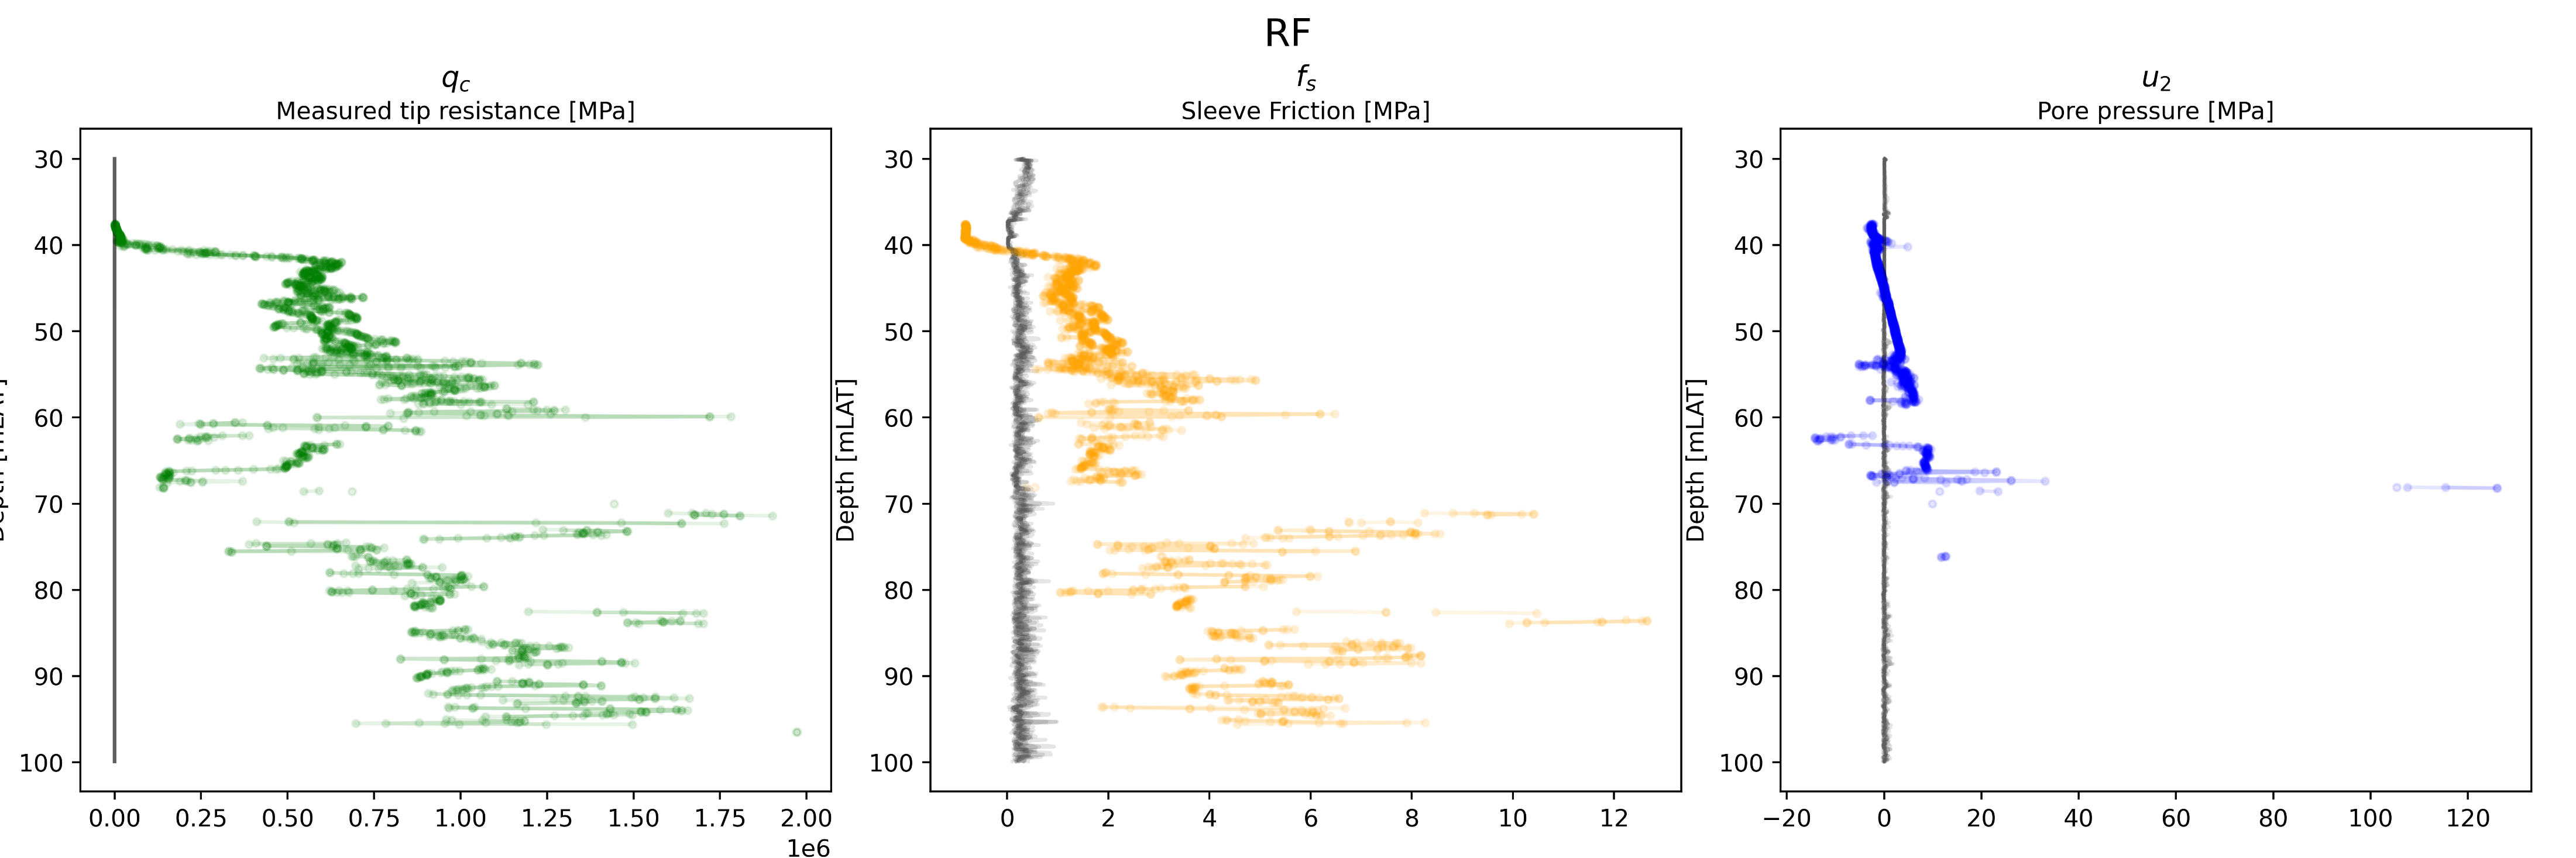 RF
q_c
Measured tip resistance [MPa]
30
40
50
60
70
80
90
100
0.00 0.25 0.50 0.75 1.00 1.25 1.50 1.75 2.00
1e6
f_s
Sleeve Friction [MPa]
Depth [mLAT]
30
40
50
60
70
80
90
100
0 2 4 6 8 10 12
u_2
Pore pressure [MPa]
Depth [mLAT]
30
40
50
60
70
80
90
100
−20 0 20 40 60 80 100 120